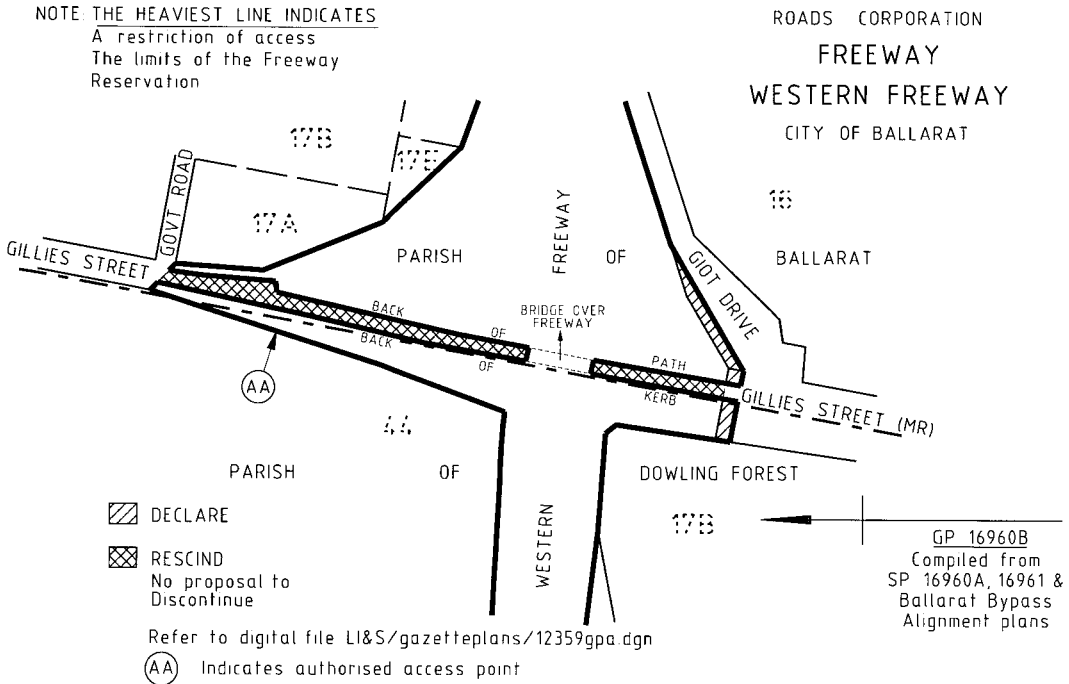 NOTE: THE HEAVIEST LINE INDICATES
A restriction of access
The limits of the Freeway
Reservation
ROADS CORPORATION
FREEWAY
WESTERN FREEWAY
CITY OF BALLARAT
17B
17E
GOVT ROAD
17A
16
GILLIES STREET
PARISH
FREEWAY
OF
BALLARAT
GIOT DRIVE
BACK
OF
BRIDGE OVER
FREEWAY
PATH
BACK
OF
KERB
GILLIES STREET (MR)
AA
44
PARISH
OF
DOWLING FOREST
17B
WESTERN
DECLARE
RESCIND
No proposal to
Discontinue
GP 16960B
Compiled from
SP 16960A, 16961 &
Ballarat Bypass
Alignment plans
Refer to digital file LI&S/gazetteplans/12359gpa.dgn
AA Indicates authorised access point